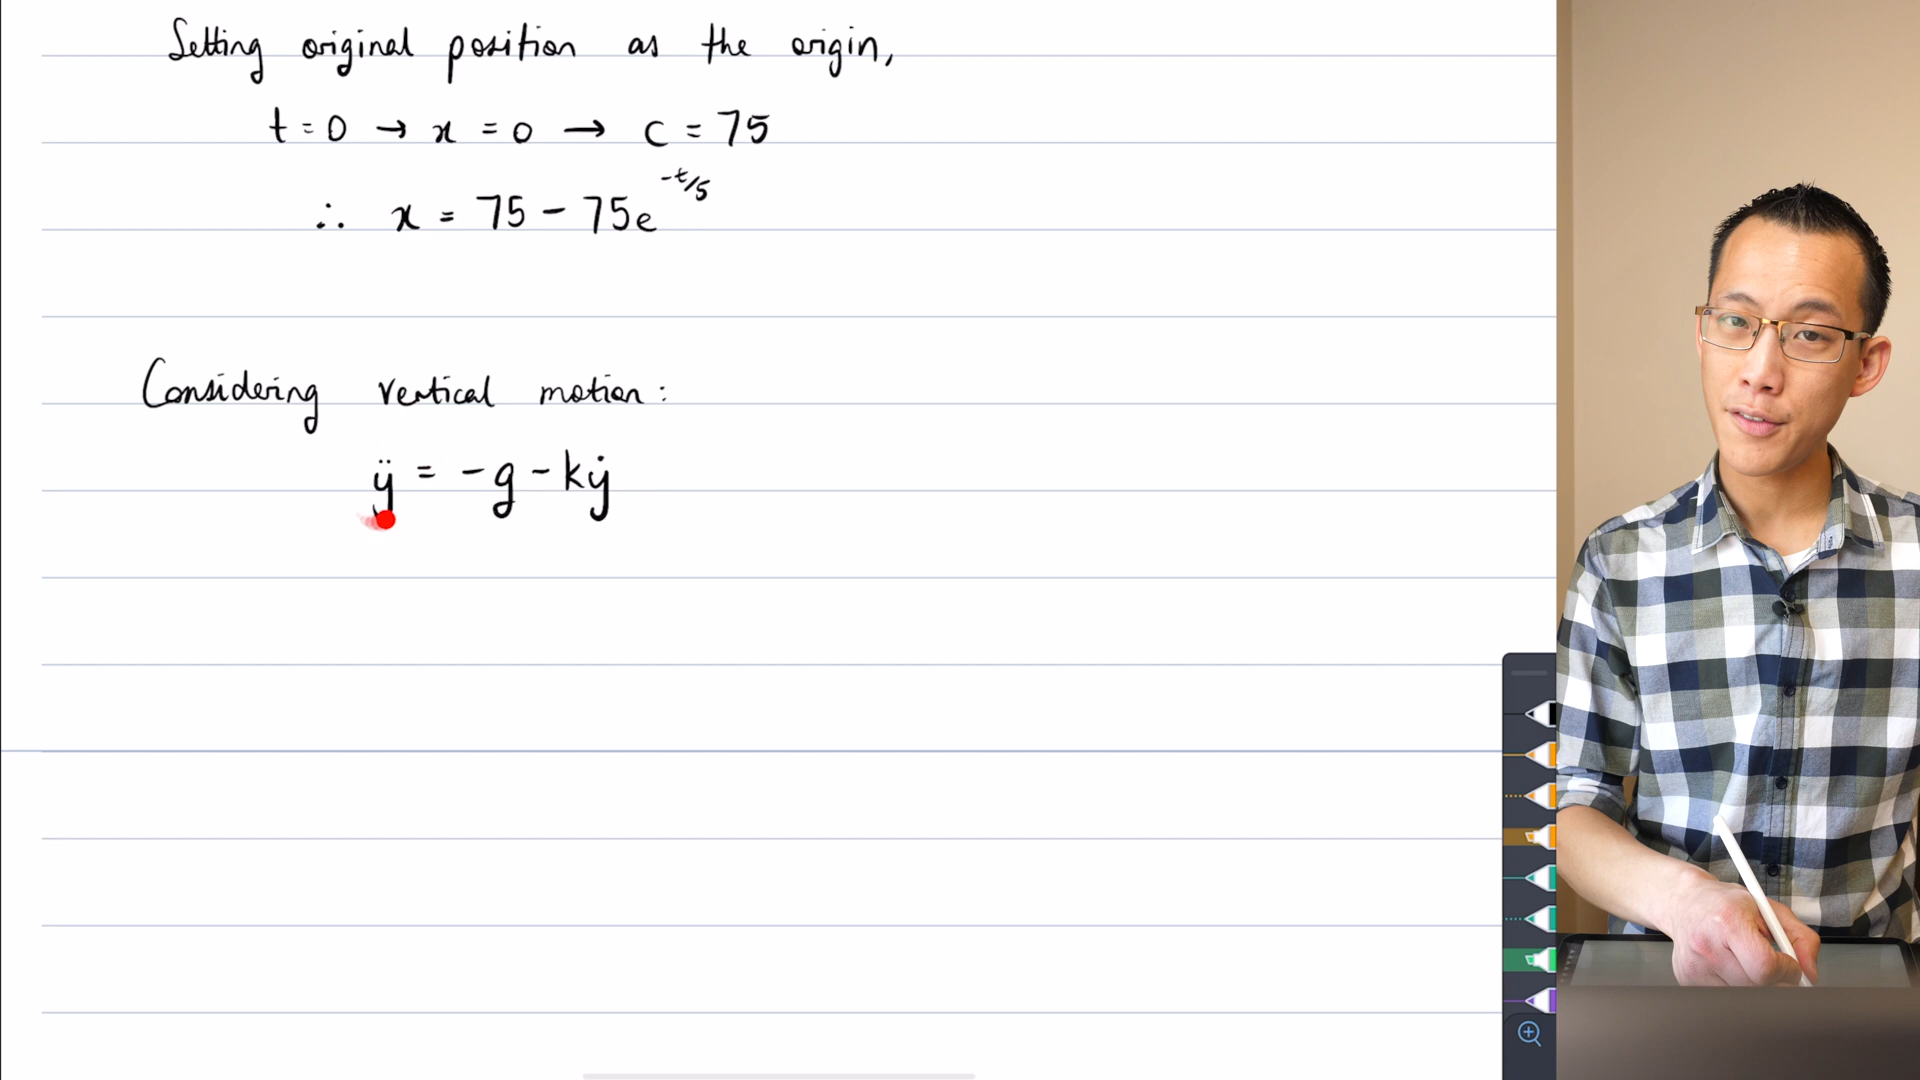 Setting original position as the origin,
t = 0 → x = 0 → C = 75
∴ x = 75 - 75e^{-t/5}
Considering vertical motion:
ÿ = -g - kẏ